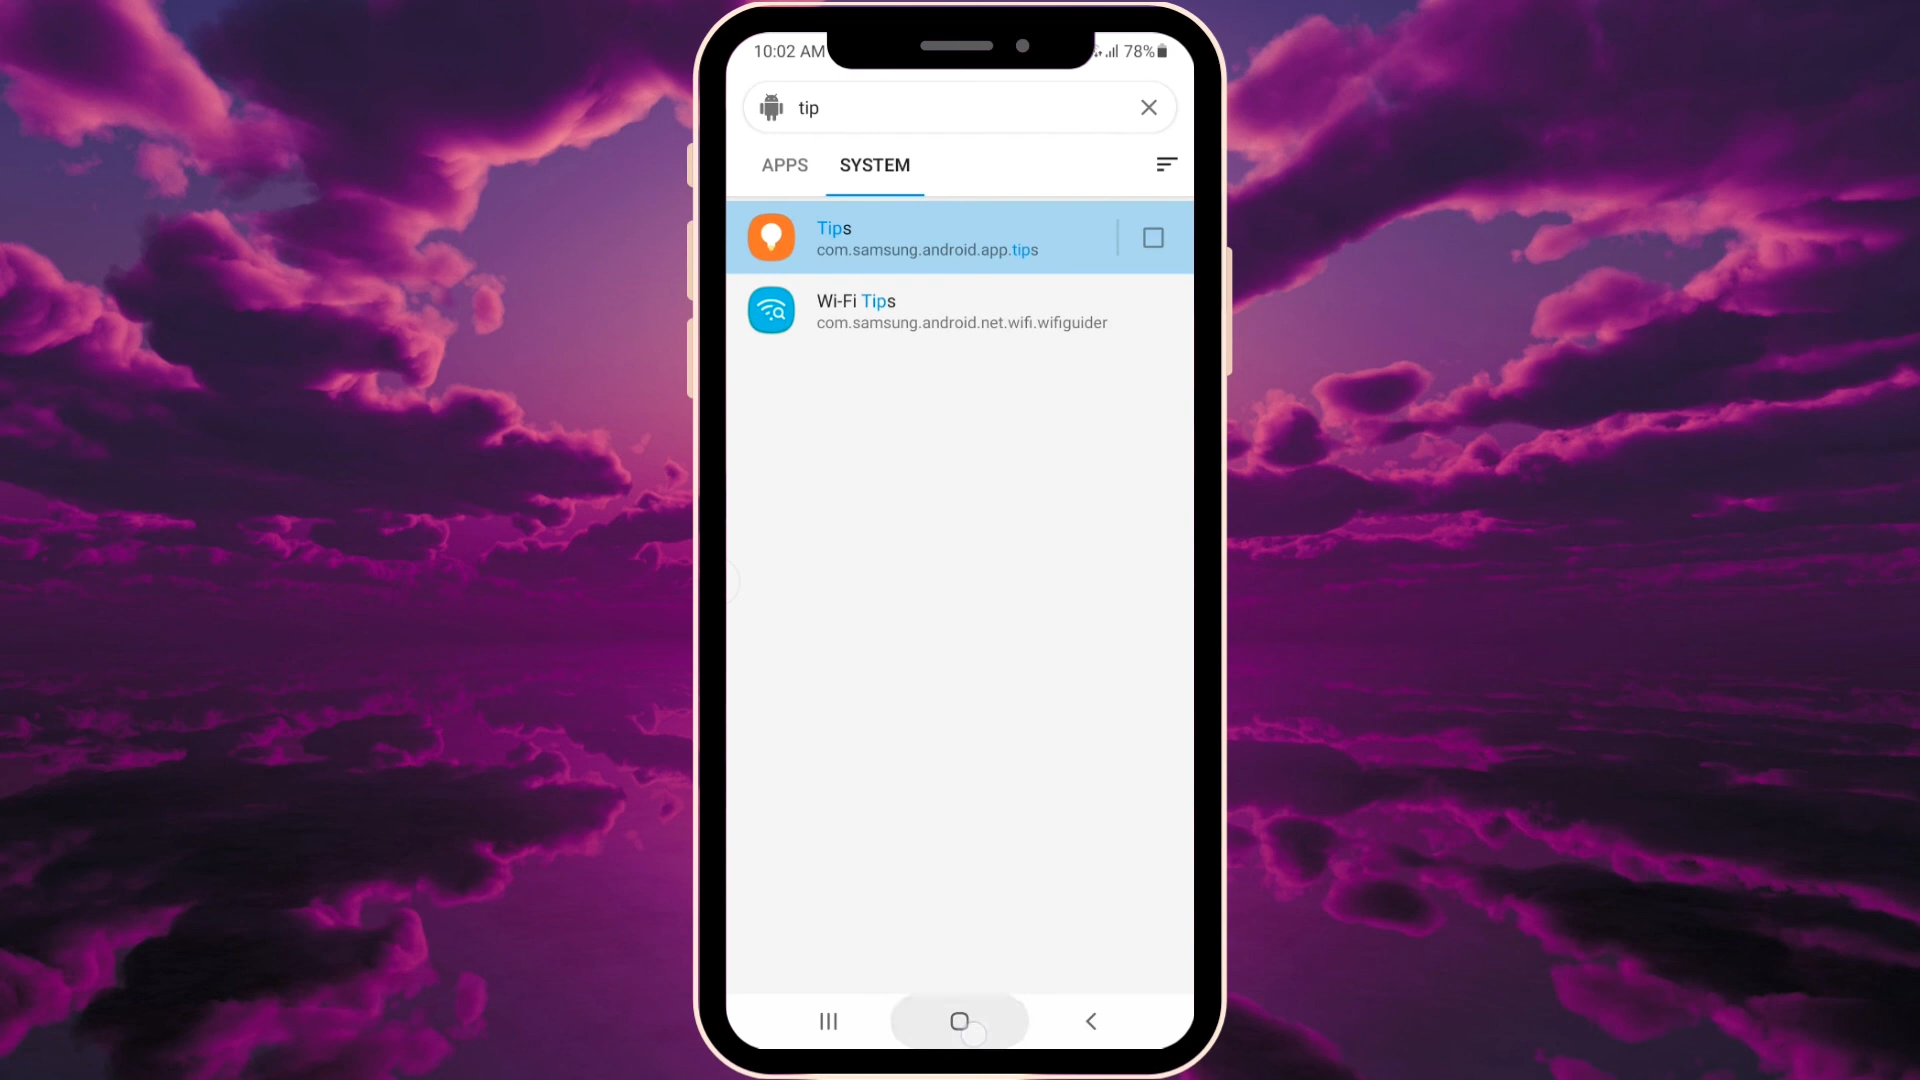 10:02 AM
78%
tip
APPS SYSTEM
Tips
com.samsung.android.app.tips
Wi-Fi Tips
com.samsung.android.net.wifi.wifiguider